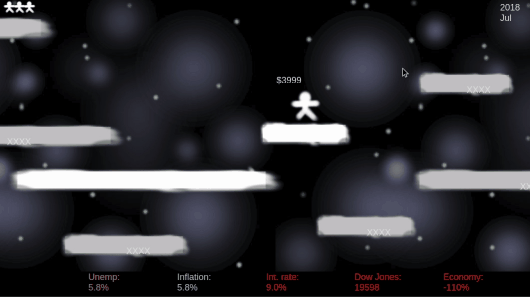 2018
Jul
$3999
XXXX
XXXX
XXXX
XXXX
Unemp:
5.8%
Inflation:
5.8%
Int. rate:
9.0%
Dow Jones:
19598
Economy:
-110%